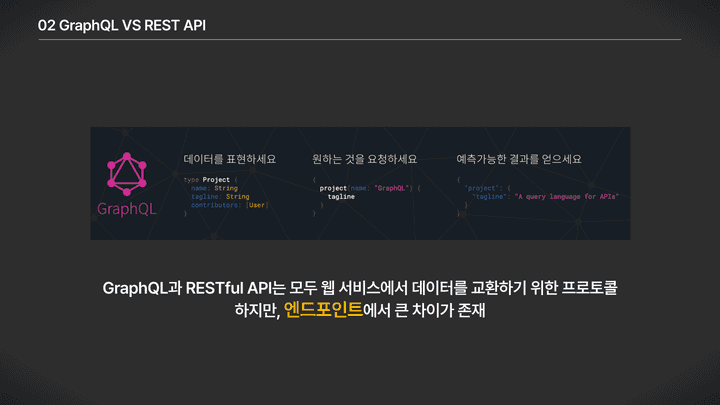 02 GraphQL VS REST API
GraphQL
데이터를 표현하세요
type Project {
name: String
tagline: String
contributors: [User]
}
원하는 것을 요청하세요
{
project(name: "GraphQL") {
tagline
}
}
예측가능한 결과를 얻으세요
{
"project": {
"tagline": "A query language for APIs"
}
}
GraphQL과 RESTful API는 모두 웹 서비스에서 데이터를 교환하기 위한 프로토콜
하지만, 엔드포인트에서 큰 차이가 존재